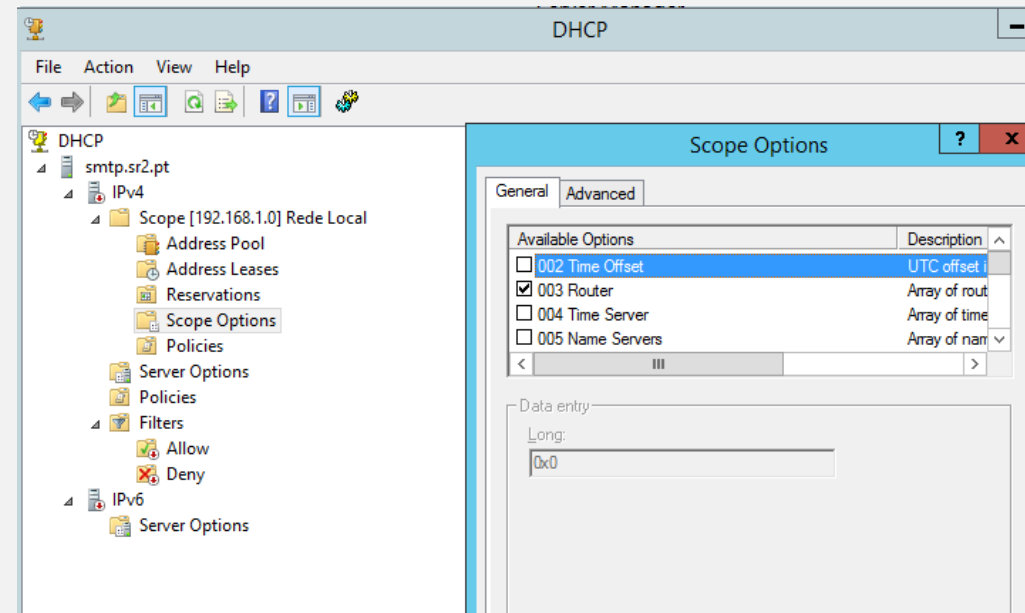 DHCP
File Action View Help
DHCP
smtp.sr2.pt
IPv4
Scope [192.168.1.0] Rede Local
Address Pool
Address Leases
Reservations
Scope Options
Policies
Server Options
Policies
Filters
Allow
Deny
IPv6
Server Options
Scope Options
General Advanced
Available Options Description
002 Time Offset UTC offset i
003 Router Array of rout
004 Time Server Array of time
005 Name Servers Array of nam
Data entry
Long:
0x0